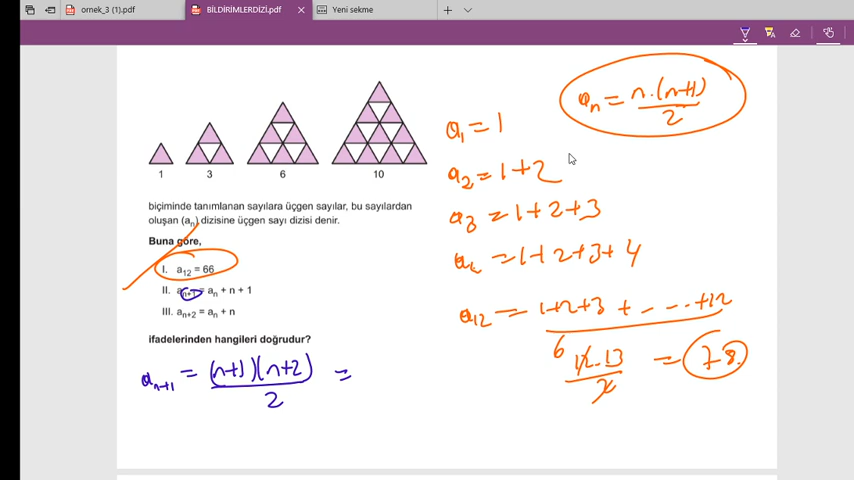 ornek_3 (1).pdf
BİLDİRİMLERDİZİ.pdf
Yeni sekme
1 3 6 10
biçiminde tanımlanan sayılara üçgen sayılar, bu sayılardan
oluşan (aₙ) dizisine üçgen sayı dizisi denir.
Buna göre,
I. a₁₂ = 66
II. aₙ₊₁ = aₙ + n + 1
III. aₙ₊₂ = aₙ + n
ifadelerinden hangileri doğrudur?
aₙ₊₁ = (n+1)(n+2)/2 =
aₙ = n.(n+1)/2
a₁ = 1
a₂ = 1+2
a₃ = 1+2+3
a₄ = 1+2+3+4
a₁₂ = 1+2+3 + ...... +12
6 12.13/2 = 78